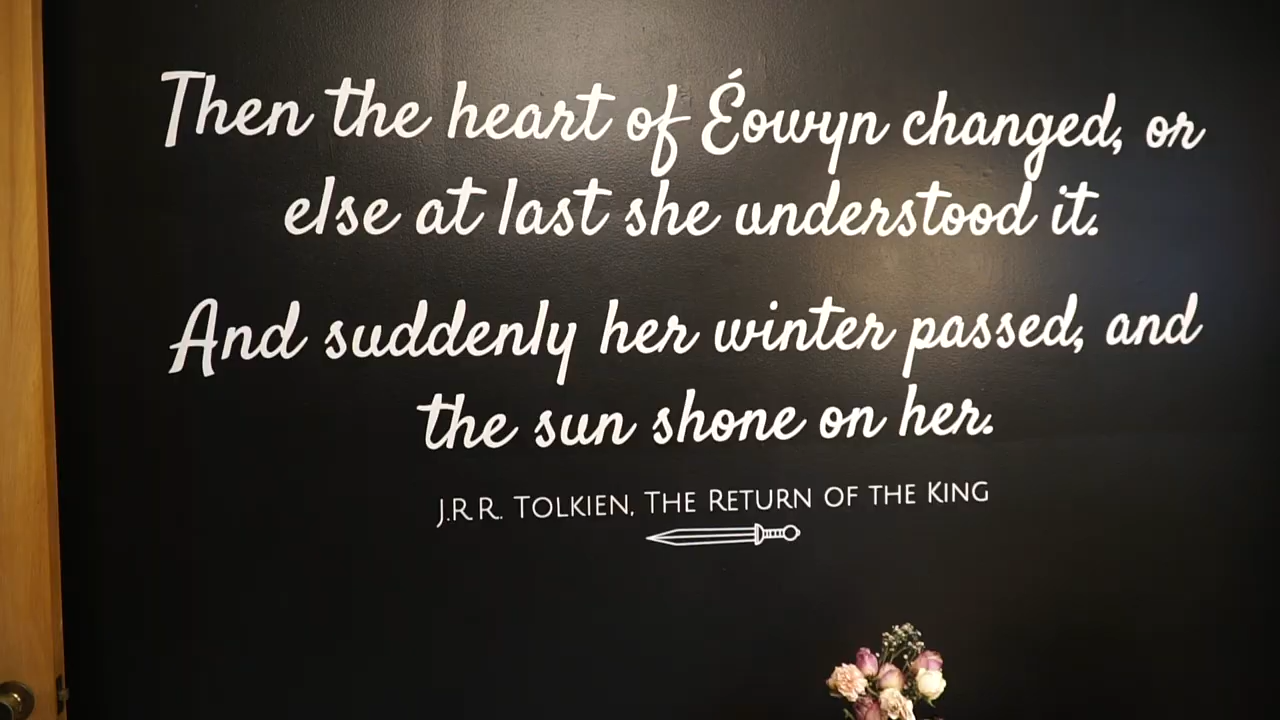 Then the heart of Éowyn changed, or
else at last she understood it.
And suddenly her winter passed, and
the sun shone on her.
J.R.R. Tolkien, The Return of the King